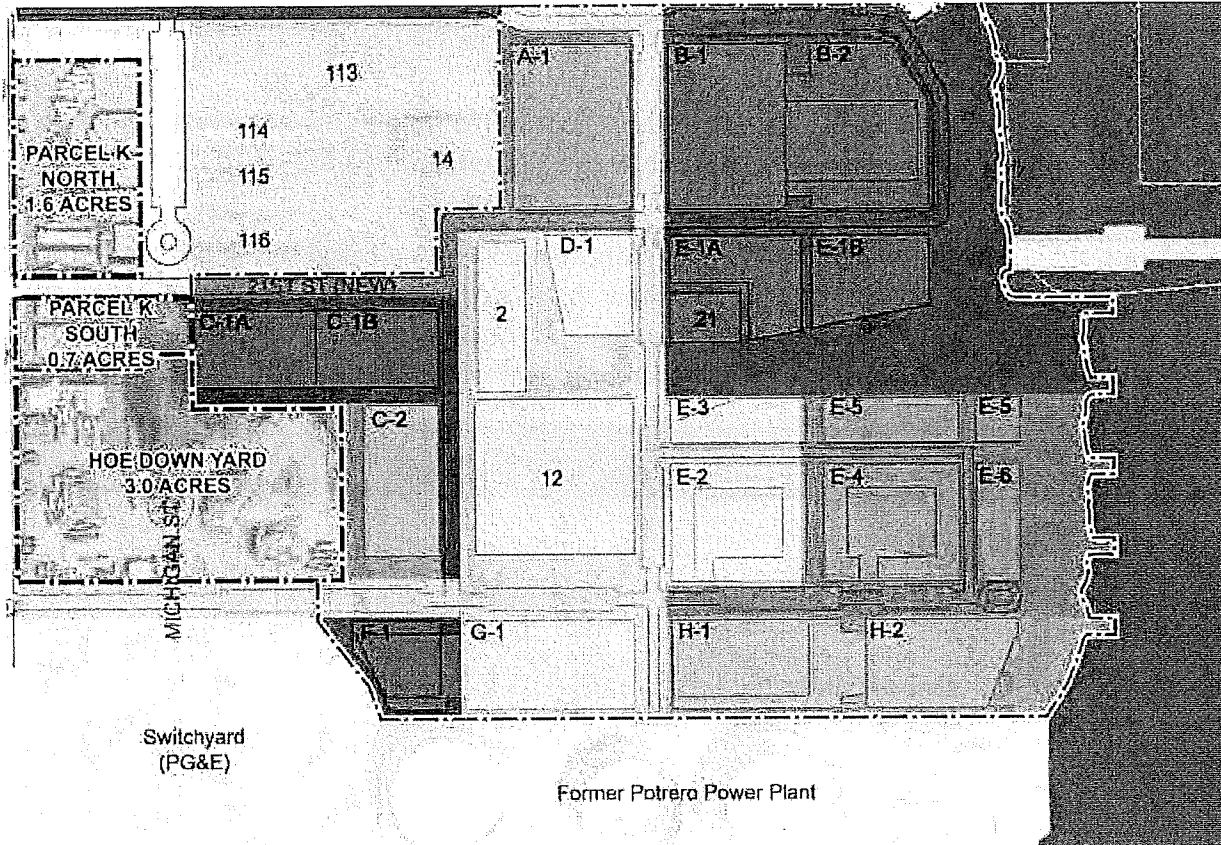 A-1
B-1
B-2
113
114
14
PARCEL K
NORTH
1.6 ACRES
115
116
D-1
E-1A
E-1B
21ST ST (NEW)
PARCEL K
SOUTH
0.7 ACRES
C-1A
C-1B
2
21
C-2
E-3
E-5
E-5
HOEDOWN YARD
3.0 ACRES
12
E-2
E-4
E-6
MICHIGAN ST
F-1
G-1
H-1
H-2
Switchyard
(PG&E)
Former Potrero Power Plant